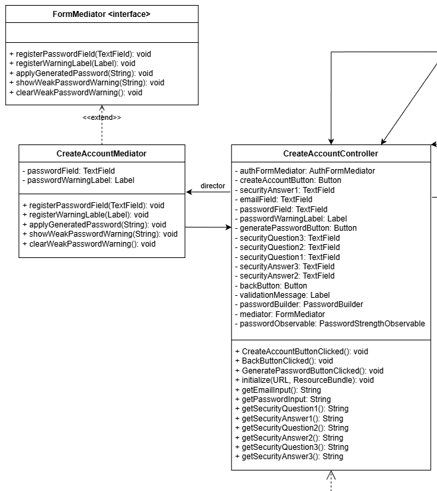 FormMediator <interface>
+ registerPasswordField(TextField): void
+ registerWarningLabel(Label): void
+ applyGeneratedPassword(String): void
+ showWeakPasswordWarning(String): void
+ clearWeakPasswordWarning(): void
<<extend>>
CreateAccountMediator
- passwordField: TextField
- passwordWarningLabel: Label
+ registerPasswordField(TextField): void
+ registerWarningLable(Label): void
+ applyGeneratedPassword(String): void
+ showWeakPasswordWarning(String): void
+ clearWeakPasswordWarning(): void
director
CreateAccountController
- authFormMediator: AuthFormMediator
- createAccountButton: Button
- securityAnswer1: TextField
- emailField: TextField
- passwordField: TextField
- passwordWarningLabel: Label
- generatePasswordButton: Button
- securityQuestion3: TextField
- securityQuestion2: TextField
- securityQuestion1: TextField
- securityAnswer3: TextField
- securityAnswer2: TextField
- backButton: Button
- validationMessage: Label
- passwordBuilder: PasswordBuilder
- mediator: FormMediator
- passwordObservable: PasswordStrengthObservable
+ CreateAccountButtonClicked(): void
+ BackButtonClicked(): void
+ GeneratePasswordButtonClicked(): void
+ initialize(URL, ResourceBundle): void
+ getEmailInput(): String
+ getPasswordInput(): String
+ getSecurityQuestion1(): String
+ getSecurityAnswer1(): String
+ getSecurityQuestion2(): String
+ getSecurityAnswer2(): String
+ getSecurityQuestion3(): String
+ getSecurityAnswer3(): String